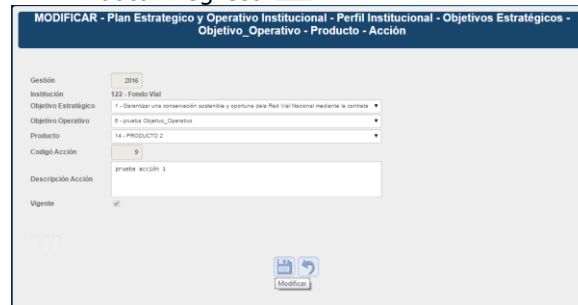 MODIFICAR - Plan Estrategico y Operativo Institucional - Perfil Institucional - Objetivos Estratégicos -
Objetivo_Operativo - Producto - Acción
Gestión 2016
Institución 122 - Fondo Vial
Objetivo Estratégico 1 - Garantizar una conservación sostenible y oportuna dela Red Vial Nacional mediante la contrata
Objetivo Operativo 6 - prueba Objetivo_Operativo
Producto 14 - PRODUCTO 2
Codigó Acción 9
Descripción Acción prueba acción 1
Vigente
Modificar